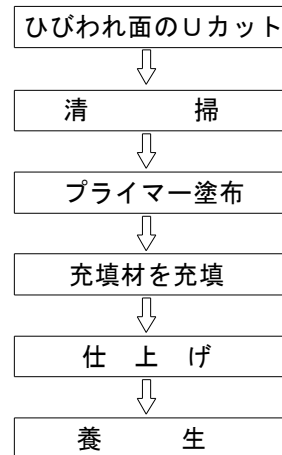 ひびわれ面のUカット
清　　　掃
プライマー塗布
充填材を充填
仕　上　げ
養　　生